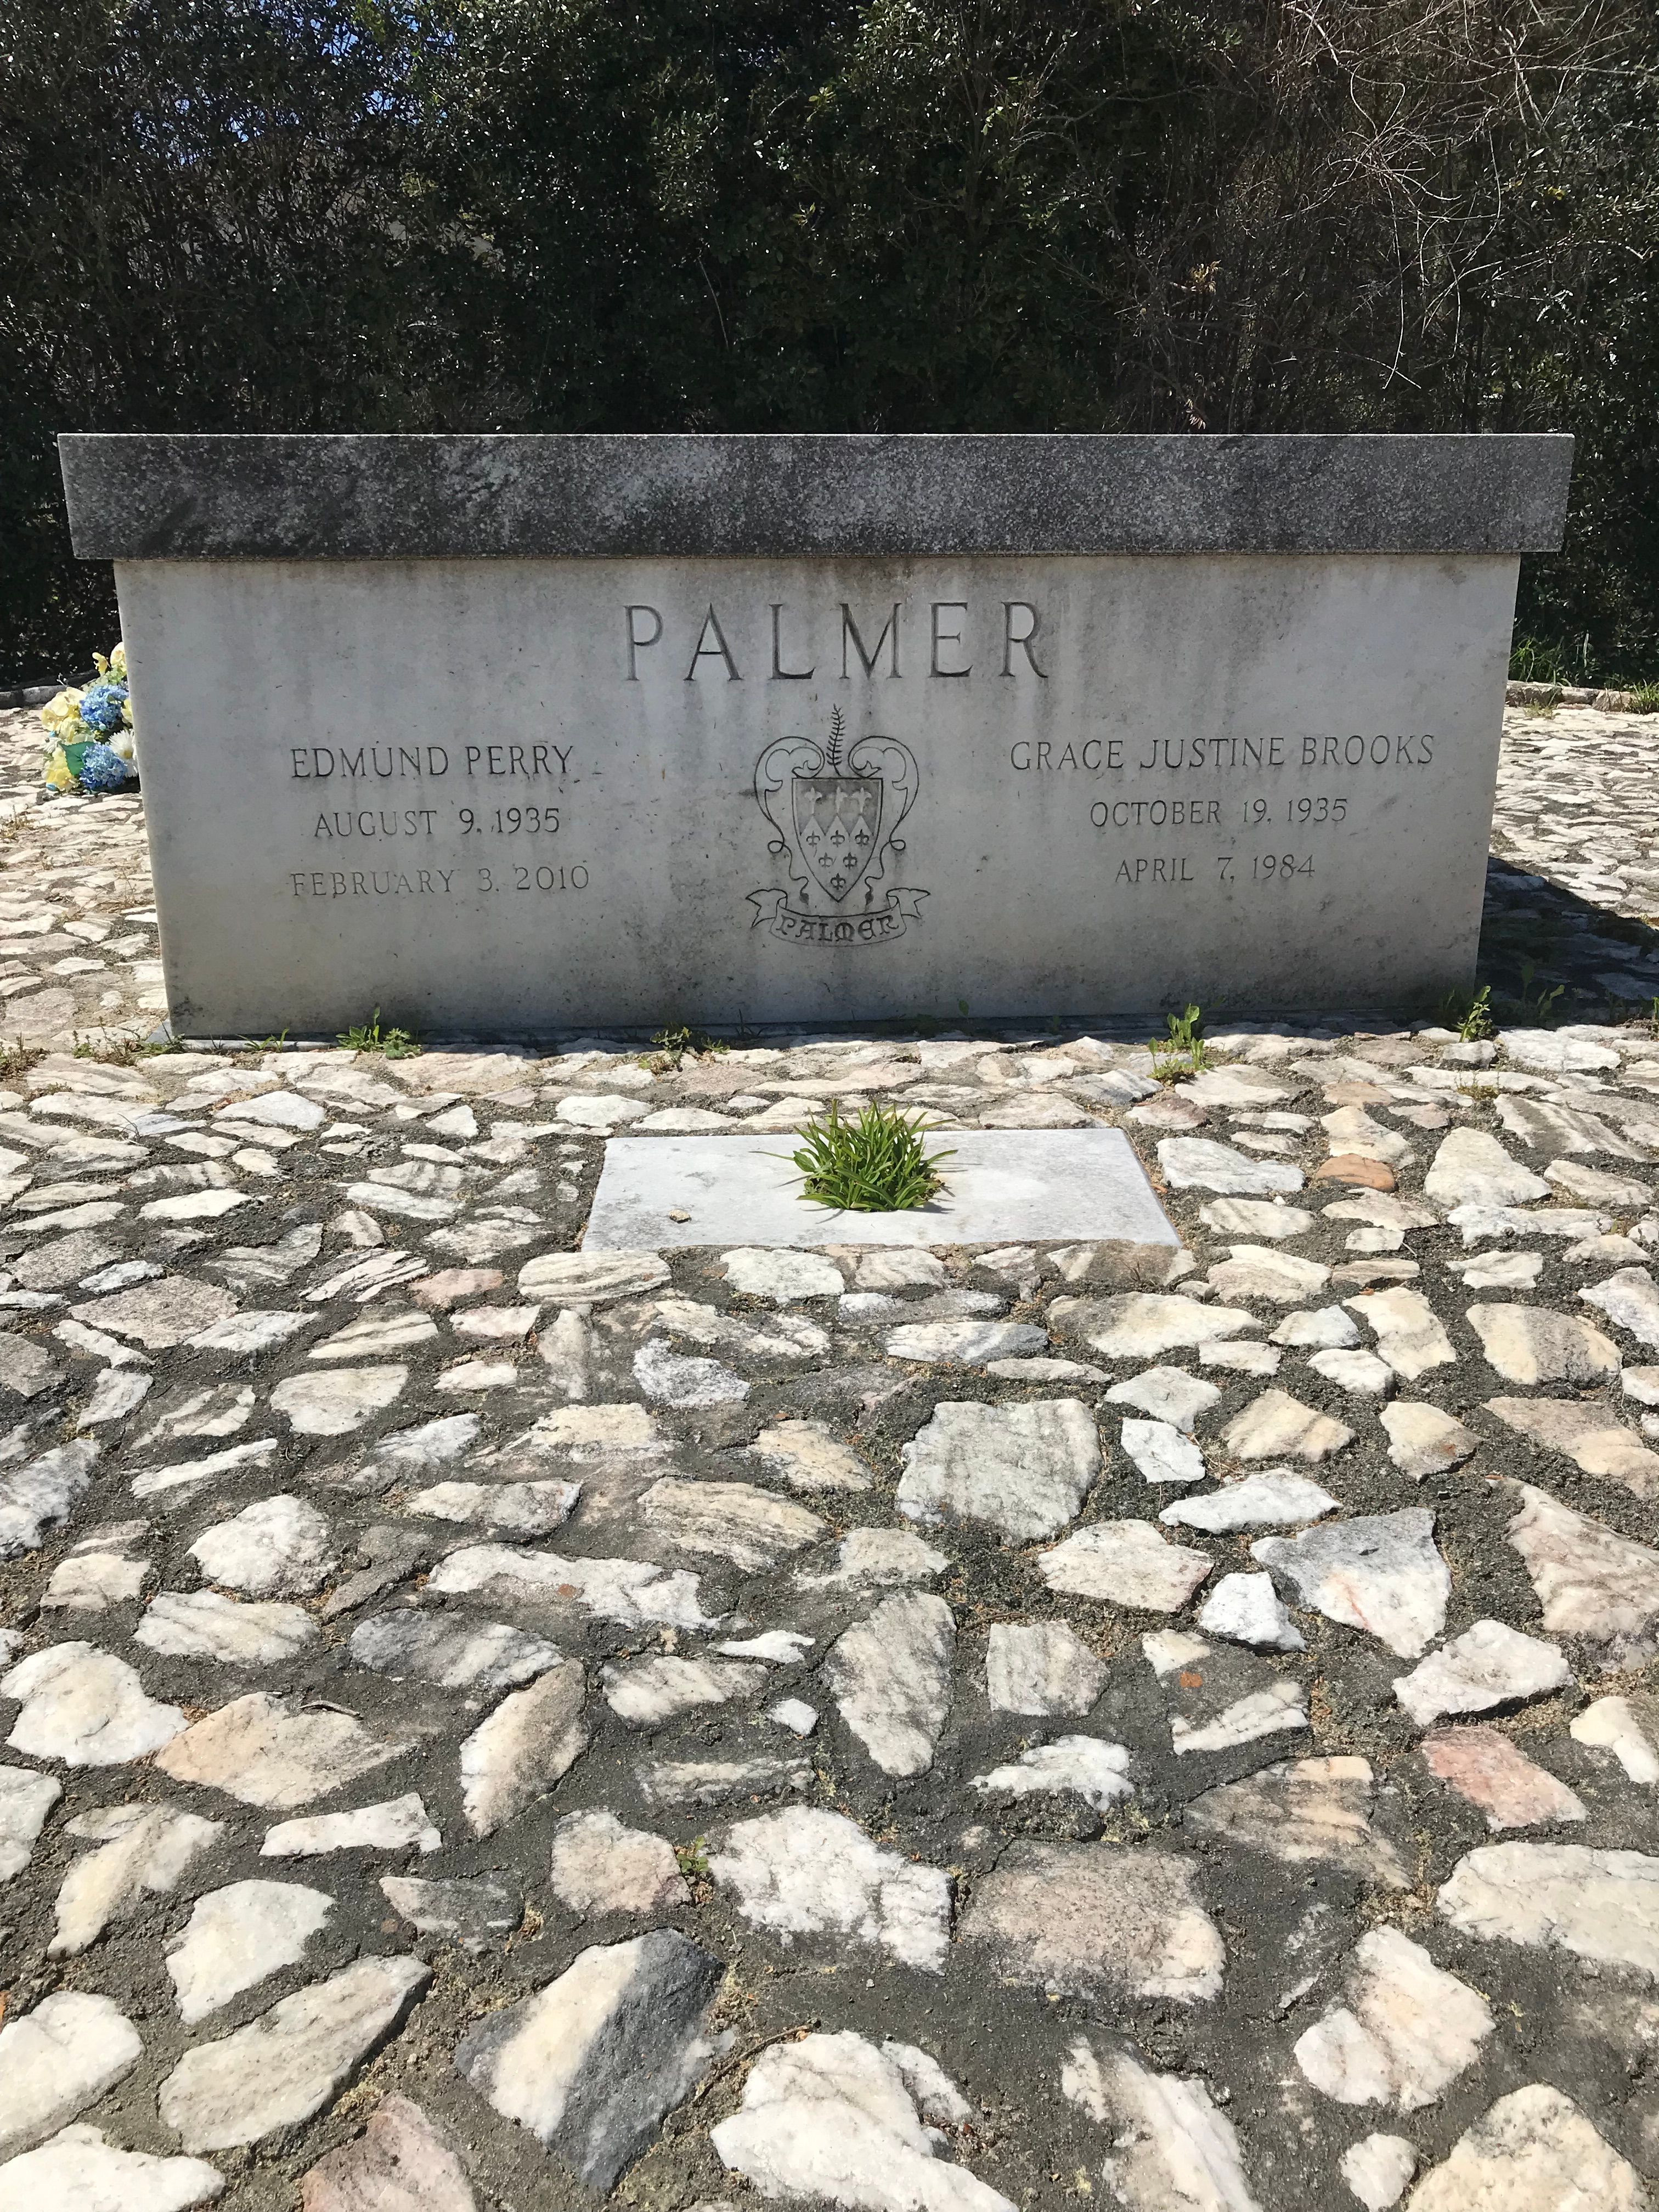 PALMER
EDMUND PERRY
AUGUST 9, 1935
FEBRUARY 3, 2010
PALMER
GRACE JUSTINE BROOKS
OCTOBER 19, 1935
APRIL 7, 1984